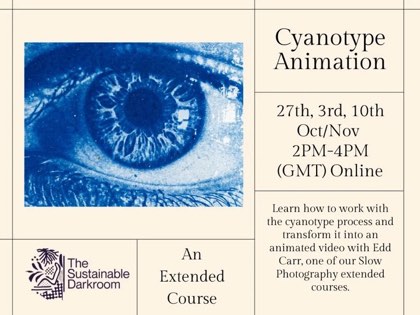 Cyanotype
Animation
27th, 3rd, 10th
Oct/Nov
2PM-4PM
(GMT) Online
Learn how to work with
the cyanotype process and
transform it into an
animated video with Edd
Carr, one of our Slow
Photography extended
courses.
The
Sustainable
Darkroom
An
Extended
Course